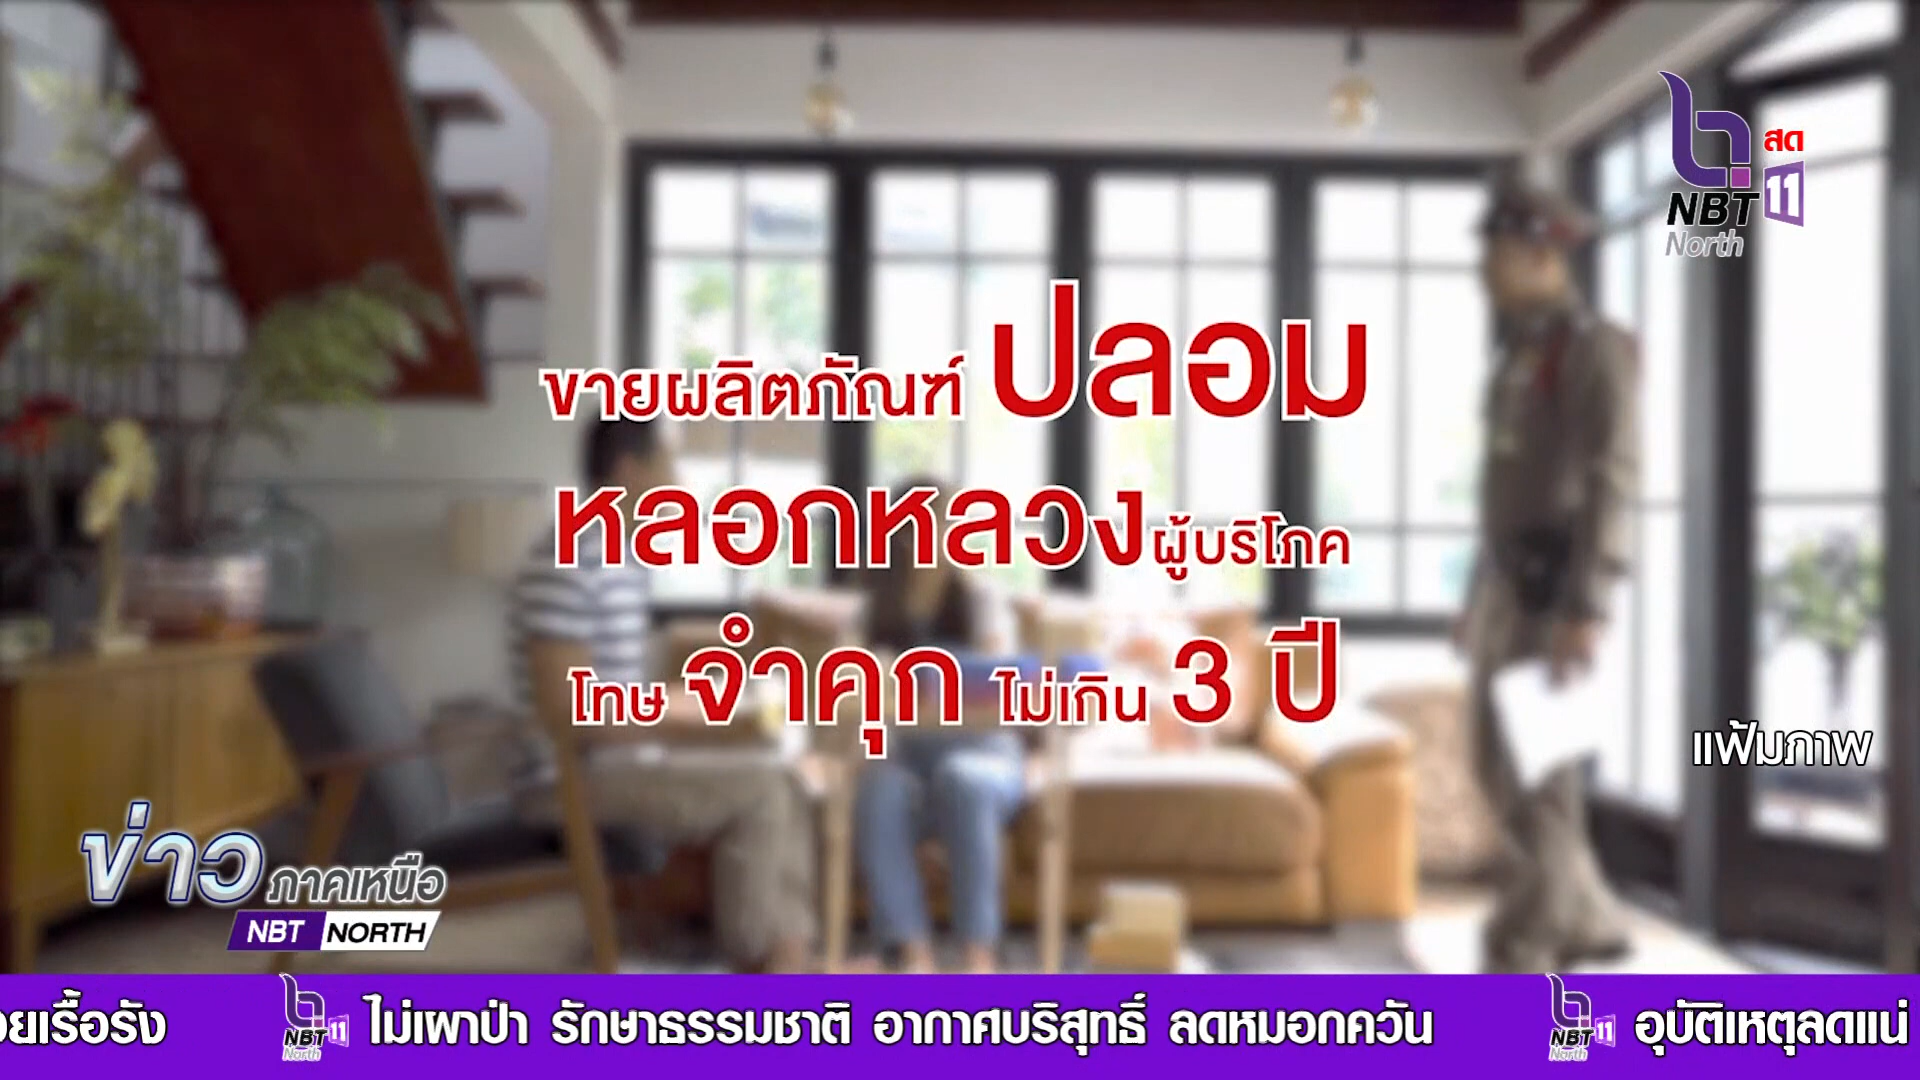 สด
NBT 11
North
ขายผลิตภัณฑ์ ปลอม
หลอกหลวงผู้บริโภค
โทษ จำคุก ไม่เกิน 3 ปี
แฟ้มภาพ
ข่าว ภาคเหนือ
NBT NORTH
วยเรื้อรัง NBT 11 North ไม่เผาป่า รักษาธรรมชาติ อากาศบริสุทธิ์ ลดหมอกควัน NBT 11 North อุบัติเหตุลดแน่